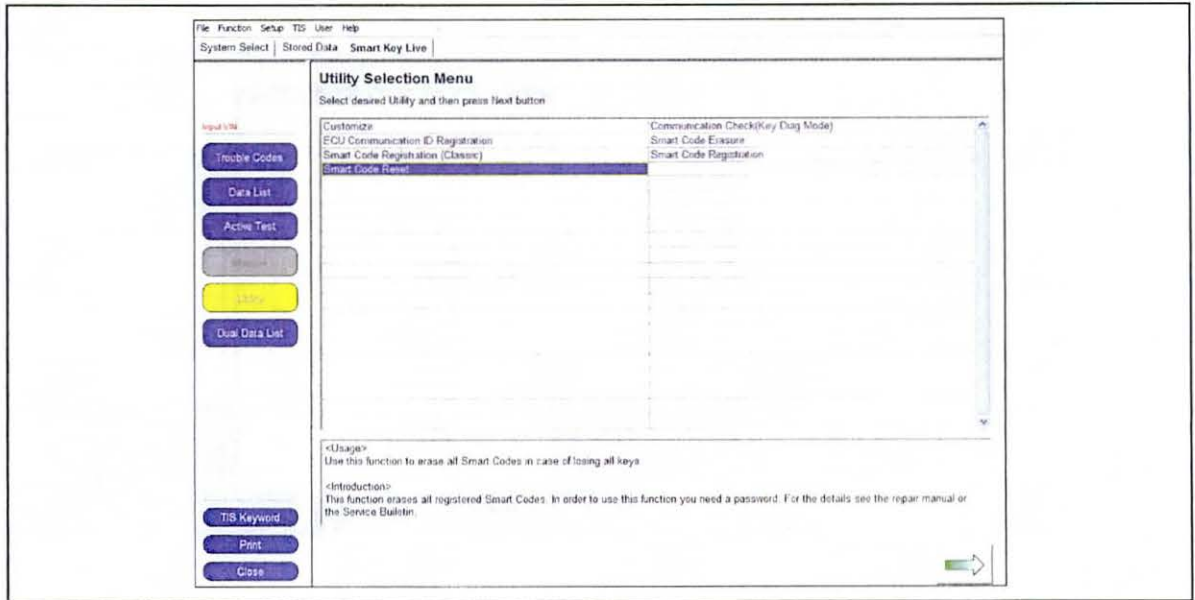 File Function Setup TIS User Help
System Select Stored Data Smart Key Live
Utility Selection Menu
Select desired Utility and then press Next button
Input VIN
Customize Communication Check(Key Diag Mode)
ECU Communication ID Registration Smart Code Erasure
Smart Code Registration (Classic) Smart Code Registration
Smart Code Reset
Trouble Codes
Data List
Active Test
Utility
Dual Data List
<Usage>
Use this function to erase all Smart Codes in case of losing all keys
<Introduction>
This function erases all registered Smart Codes. In order to use this function you need a password. For the details see the repair manual or
the Service Bulletin.
TIS Keyword
Print
Close